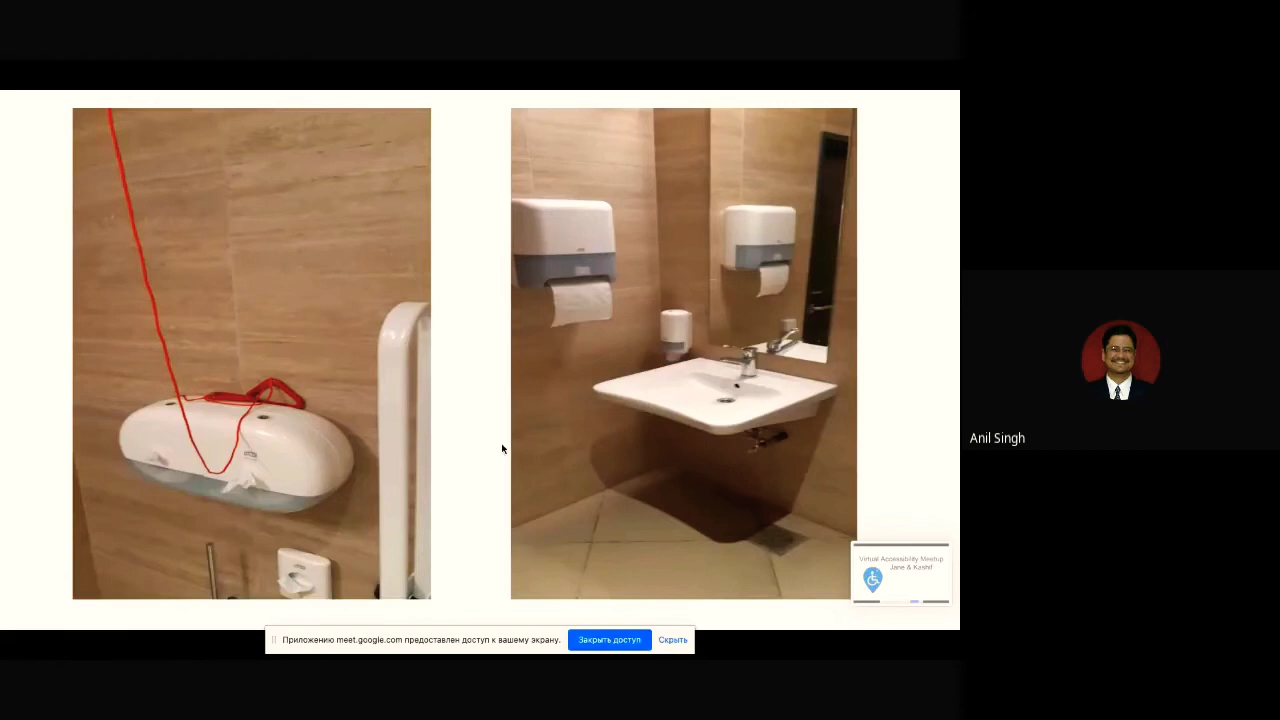 Virtual Accessibility Meetup
Jane & Kashif
Anil Singh
Приложению meet.google.com предоставлен доступ к вашему экрану.
Закрыть доступ
Скрыть